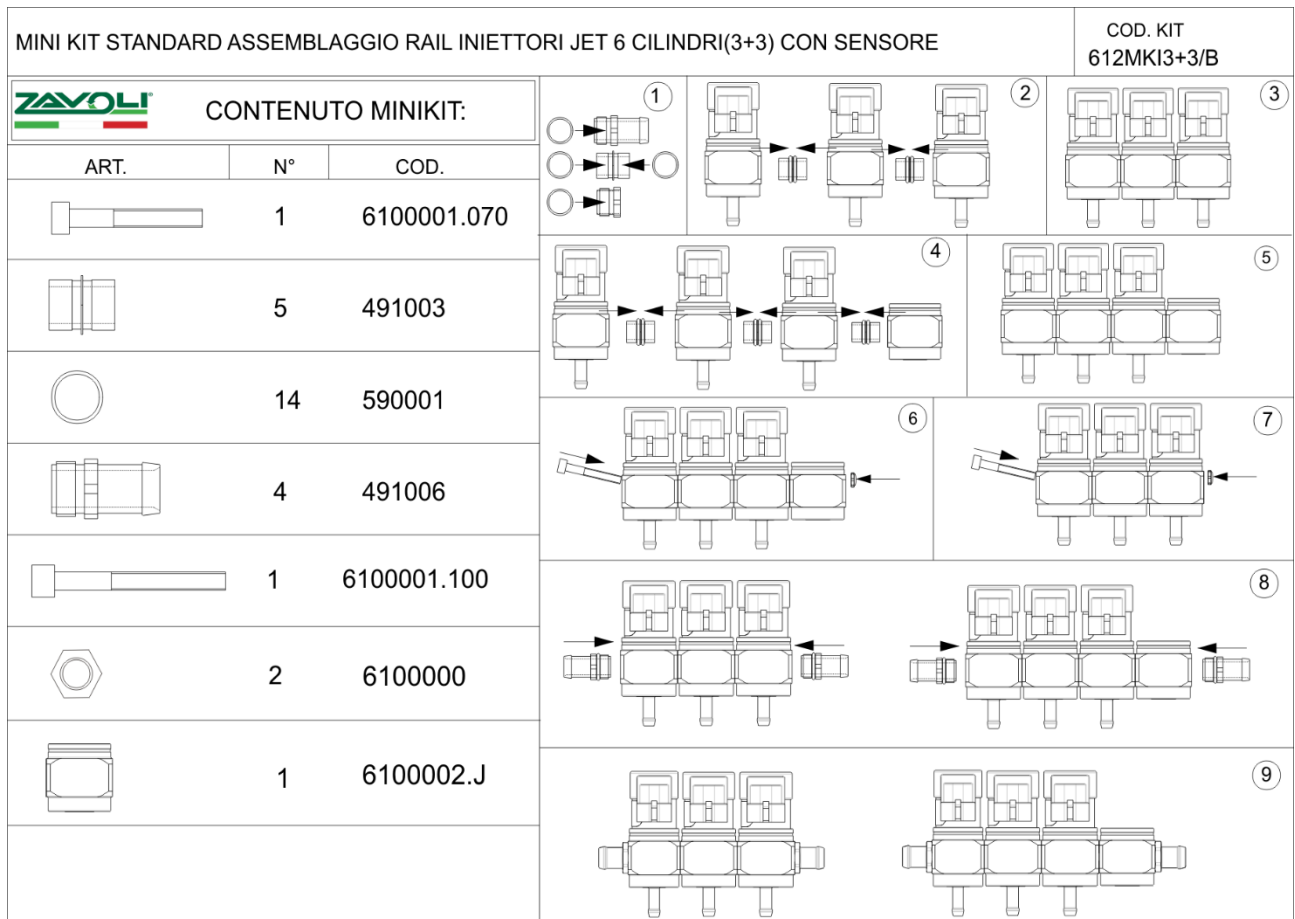 MINI KIT STANDARD ASSEMBLAGGIO RAIL INIETTORI JET 6 CILINDRI(3+3) CON SENSORE
COD. KIT
612MKI3+3/B
ZAVOLI
CONTENUTO MINIKIT:
ART. N° COD.
1 6100001.070
5 491003
14 590001
4 491006
1 6100001.100
2 6100000
1 6100002.J
1
2
3
4
5
6
7
8
9